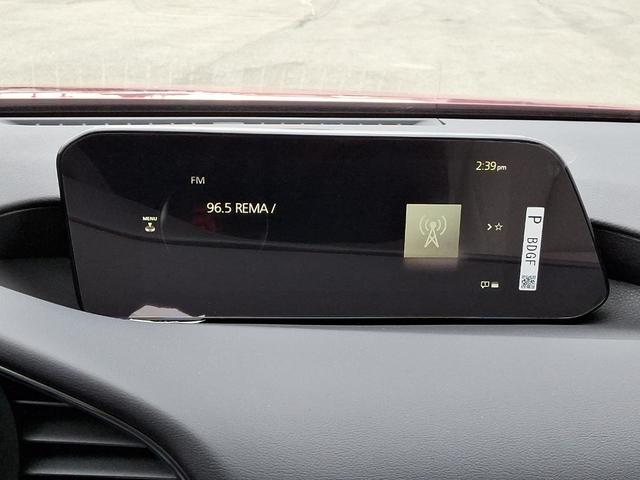 2:39pm
FM
96.5 REMA /
MENU
P BDGF